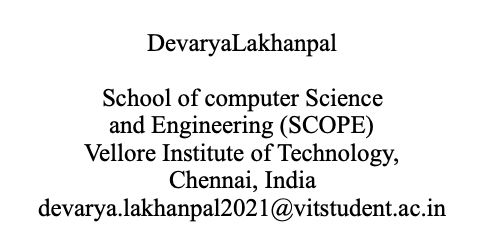 DevaryaLakhanpal
School of computer Science
and Engineering (SCOPE)
Vellore Institute of Technology,
Chennai, India
devarya.lakhanpal2021@vitstudent.ac.in